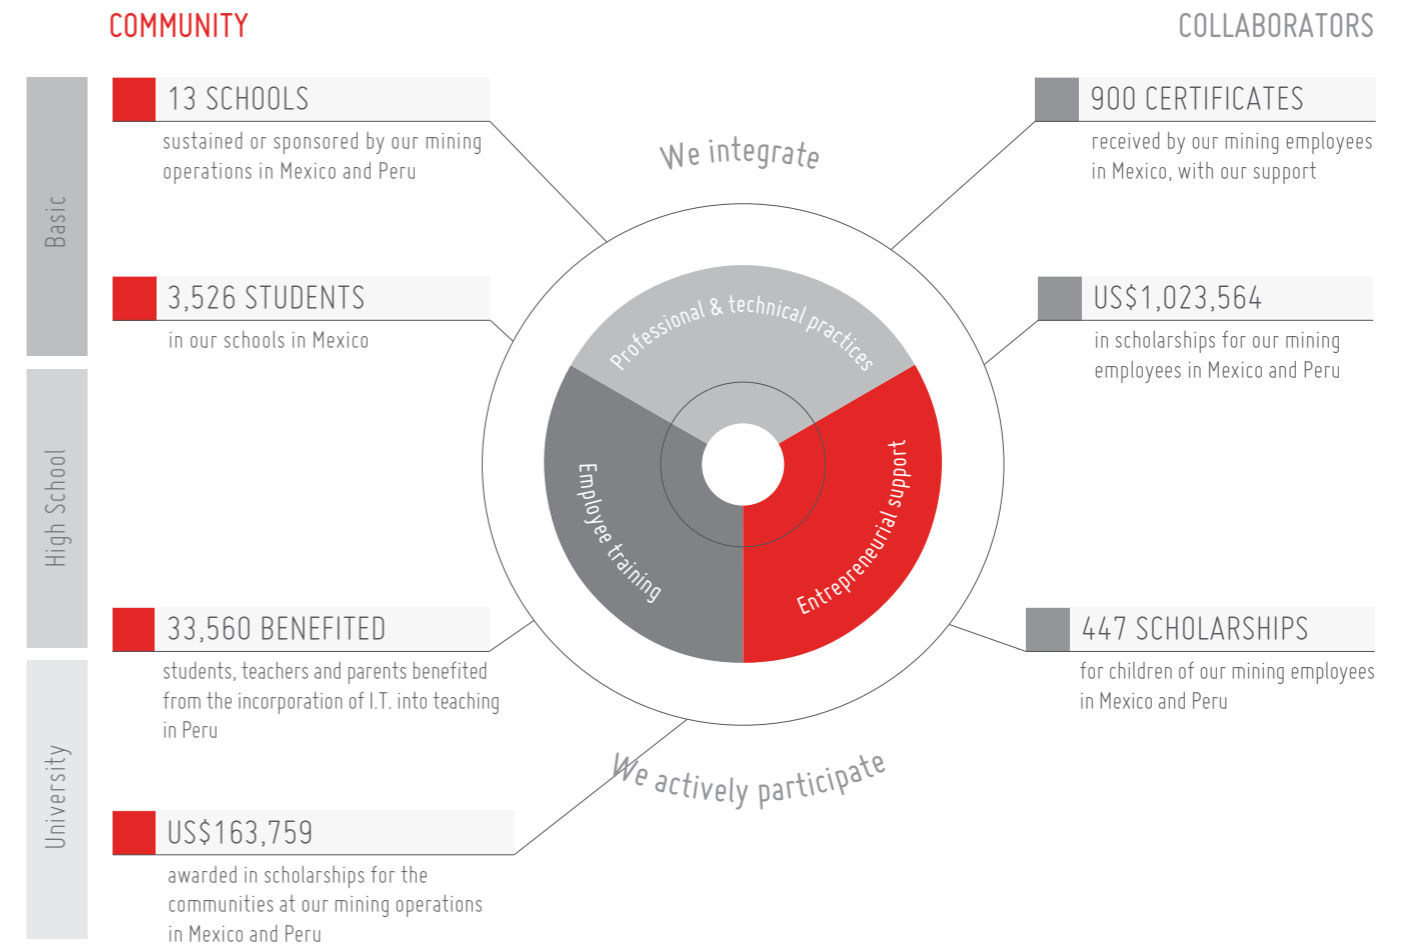 COMMUNITY
COLLABORATORS
Basic
High School
University
13 SCHOOLS
sustained or sponsored by our mining
operations in Mexico and Peru
3,526 STUDENTS
in our schools in Mexico
33,560 BENEFITED
students, teachers and parents benefited
from the incorporation of I.T. into teaching
in Peru
US$163,759
awarded in scholarships for the
communities at our mining operations
in Mexico and Peru
We integrate
Professional & technical practices
Employee training
Entrepreneurial support
We actively participate
900 CERTIFICATES
received by our mining employees
in Mexico, with our support
US$1,023,564
in scholarships for our mining
employees in Mexico and Peru
447 SCHOLARSHIPS
for children of our mining employees
in Mexico and Peru